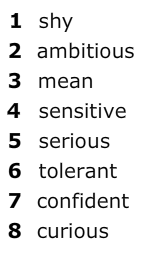 1 shy
2 ambitious
3 mean
4 sensitive
5 serious
6 tolerant
7 confident
8 curious